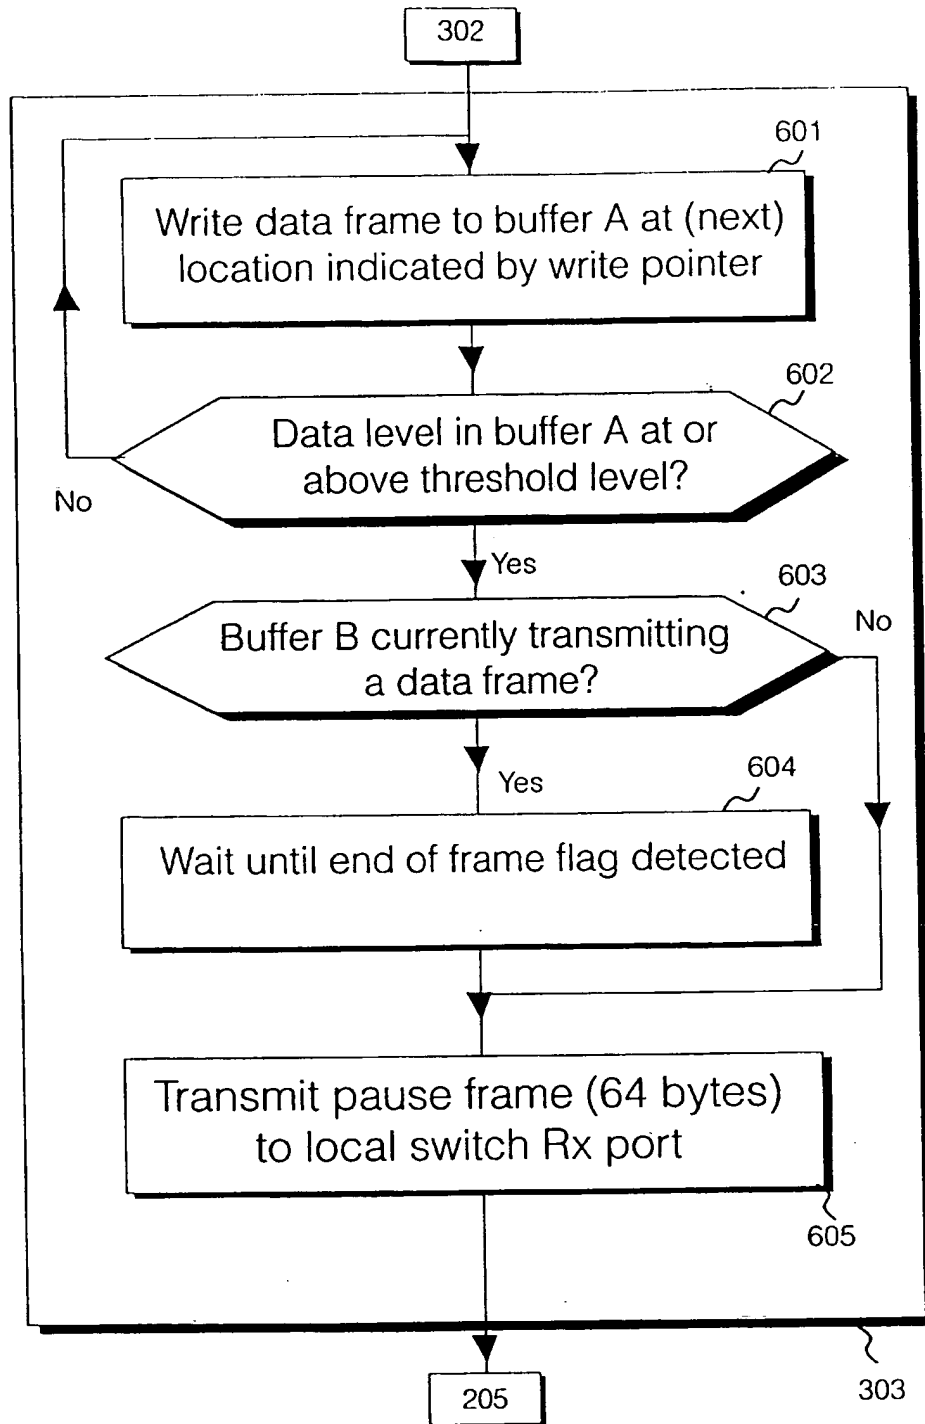 302
601
Write data frame to buffer A at (next)
location indicated by write pointer
602
Data level in buffer A at or
above threshold level?
No
Yes
603
Buffer B currently transmitting
a data frame?
No
Yes
604
Wait until end of frame flag detected
Transmit pause frame (64 bytes)
to local switch Rx port
605
303
205